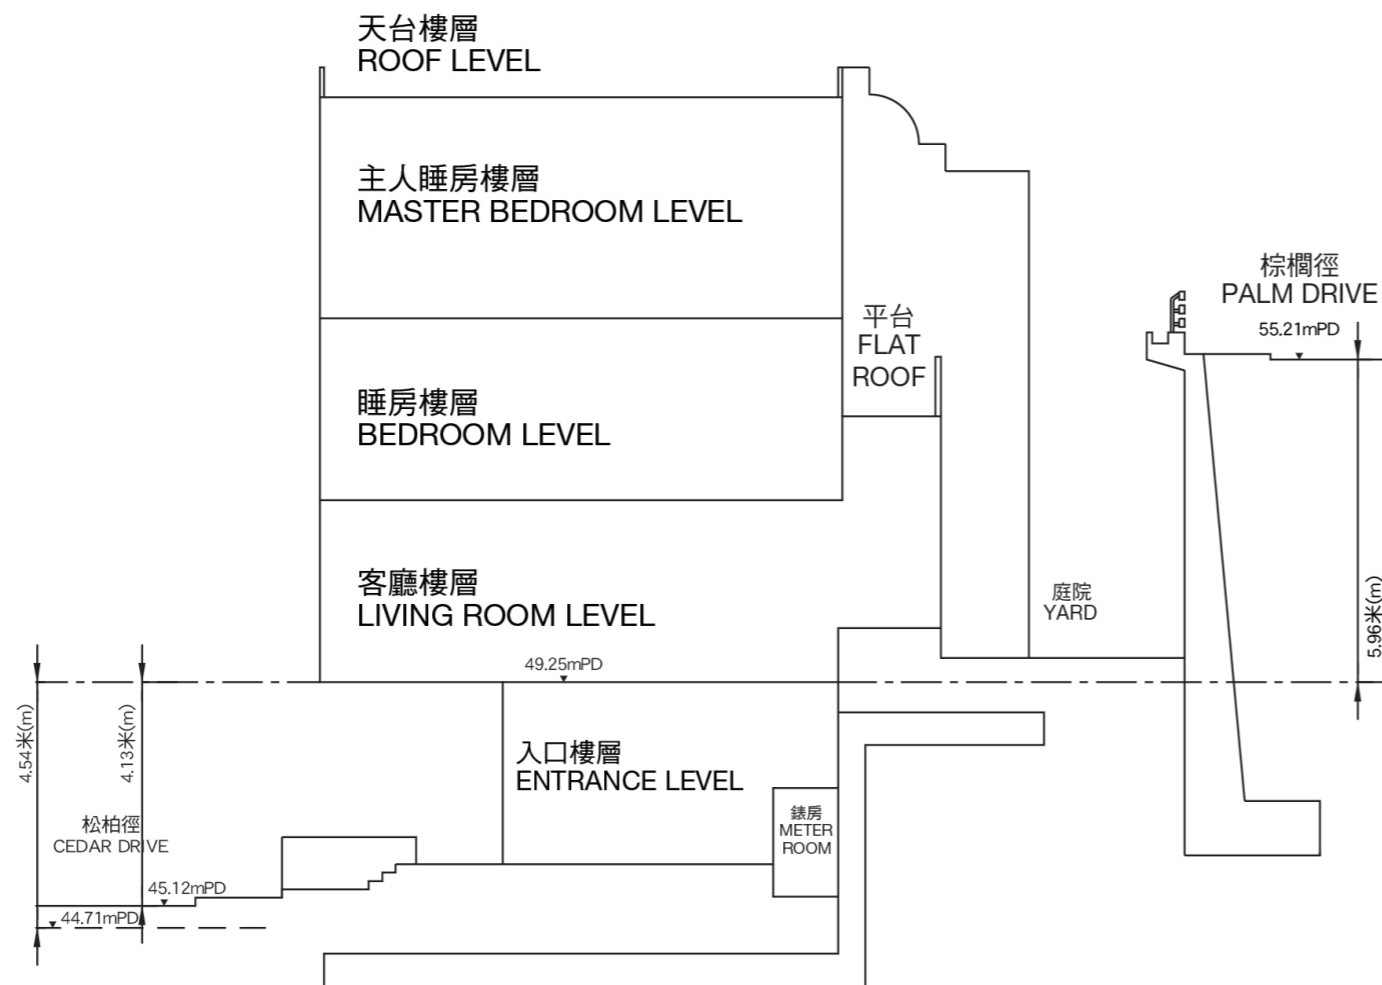 天台樓層
ROOF LEVEL
主人睡房樓層
MASTER BEDROOM LEVEL
棕櫚徑
PALM DRIVE
55.21mPD
平台
FLAT
ROOF
睡房樓層
BEDROOM LEVEL
客廳樓層
LIVING ROOM LEVEL
庭院
YARD
5.96米(m)
49.25mPD
4.54米(m)
4.13米(m)
入口樓層
ENTRANCE LEVEL
錶房
METER
ROOM
松柏徑
CEDAR DRIVE
45.12mPD
44.71mPD